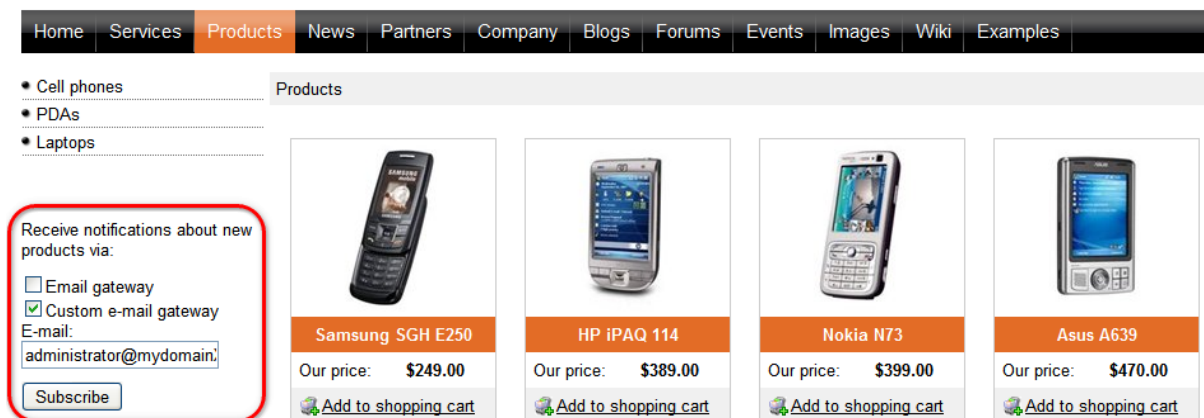 Home Services Products News Partners Company Blogs Forums Events Images Wiki Examples
Cell phones
PDAs
Laptops
Receive notifications about new
products via:
Email gateway
Custom e-mail gateway
E-mail:
administrator@mydomain
Subscribe
Products
Samsung SGH E250
Our price: $249.00
Add to shopping cart
HP iPAQ 114
Our price: $389.00
Add to shopping cart
Nokia N73
Our price: $399.00
Add to shopping cart
Asus A639
Our price: $470.00
Add to shopping cart